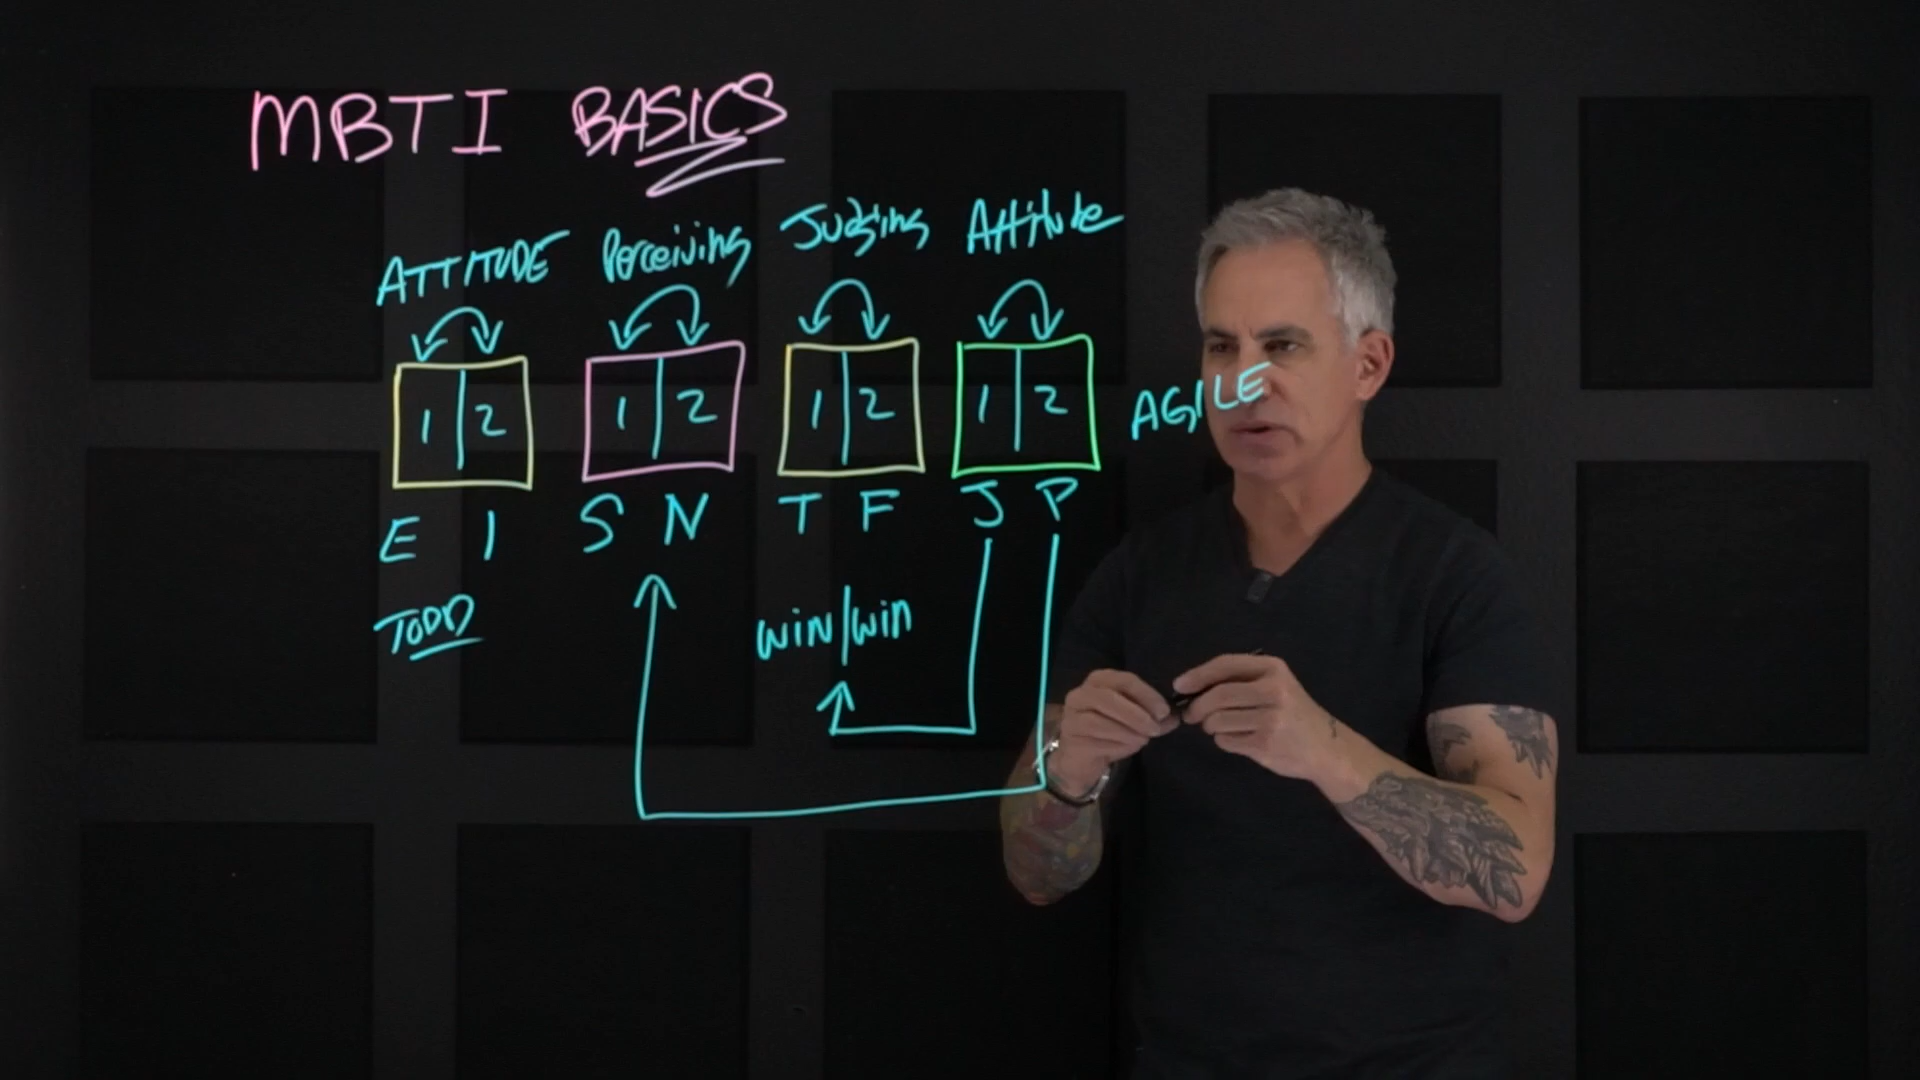 MBTI BASICS
ATTITUDE Perceiving Judging Attitude
1 2 1 2 1 2 1 2 AGILE
E I S N T F J P
TODD WIN/WIN